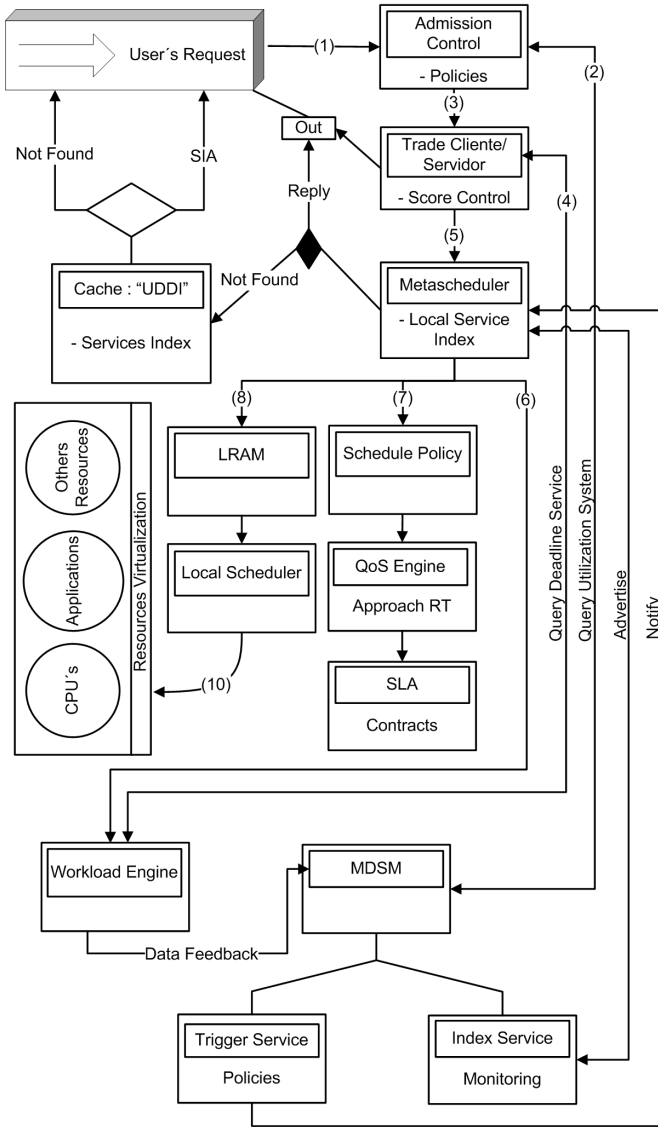 User´s Request
(1)
Admission
Control
- Policies
(2)
(3)
Out
Trade Cliente/
Servidor
- Score Control
(4)
Not Found
SIA
Reply
(5)
Not Found
Cache : “UDDI”
- Services Index
Metascheduler
- Local Service
Index
(8)
(7)
(6)
LRAM
Schedule Policy
Others
Resources
Applications
CPU´s
Resources Virtualization
Local Scheduler
QoS Engine
Approach RT
(10)
SLA
Contracts
Query Deadline Service
Query Utilization System
Advertise
Notify
Workload Engine
MDSM
Data Feedback
Trigger Service
Policies
Index Service
Monitoring